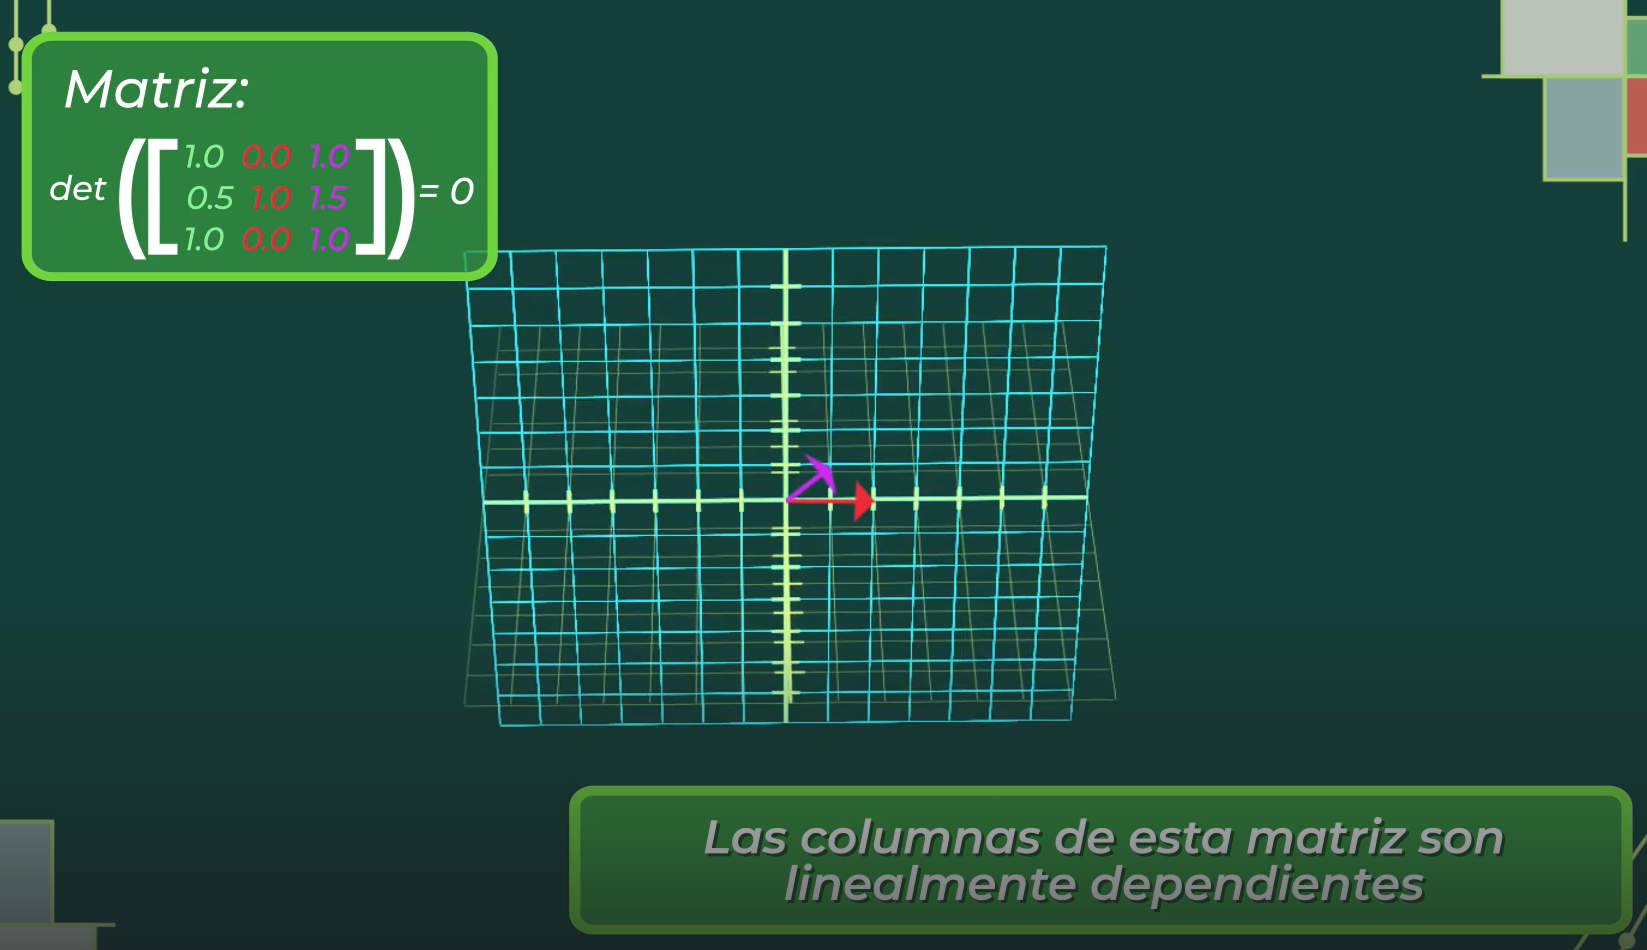 Matriz:
det ([1.0 0.0 1.0
0.5 1.0 1.5
1.0 0.0 1.0]) = 0
Las columnas de esta matriz son
linealmente dependientes